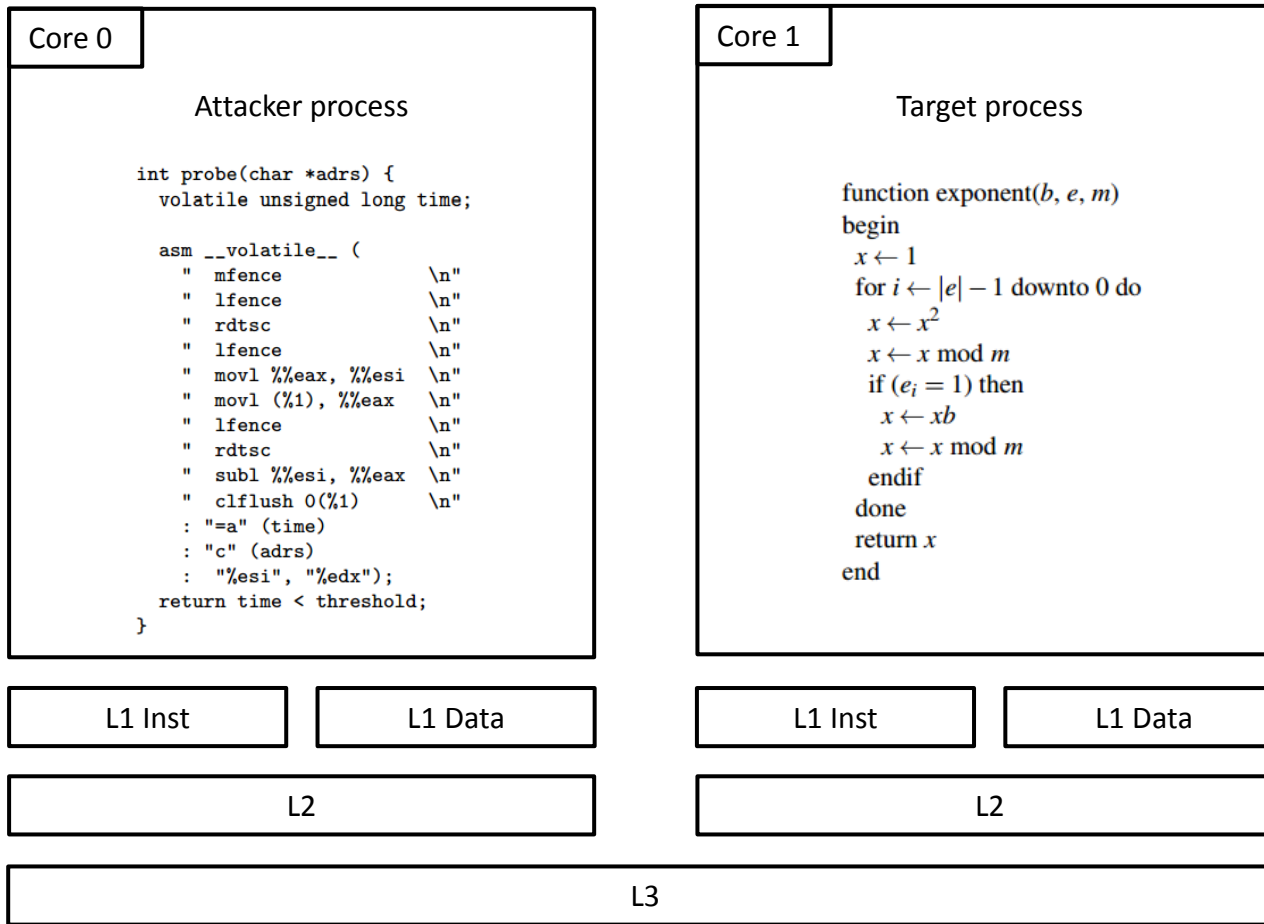 Core 0
Attacker process
int probe(char *adrs) {
  volatile unsigned long time;

  asm __volatile__ (
    "  mfence             \n"
    "  lfence             \n"
    "  rdtsc              \n"
    "  lfence             \n"
    "  movl %%eax, %%esi  \n"
    "  movl (%1), %%eax   \n"
    "  lfence             \n"
    "  rdtsc              \n"
    "  subl %%esi, %%eax  \n"
    "  clflush 0(%1)      \n"
    : "=a" (time)
    : "c" (adrs)
    :  "%esi", "%edx");
  return time < threshold;
}
Core 1
Target process
function exponent(b, e, m)
begin
  x ← 1
  for i ← |e| − 1 downto 0 do
    x ← x²
    x ← x mod m
    if (eᵢ = 1) then
      x ← xb
      x ← x mod m
    endif
  done
  return x
end
L1 Inst
L1 Data
L1 Inst
L1 Data
L2
L2
L3